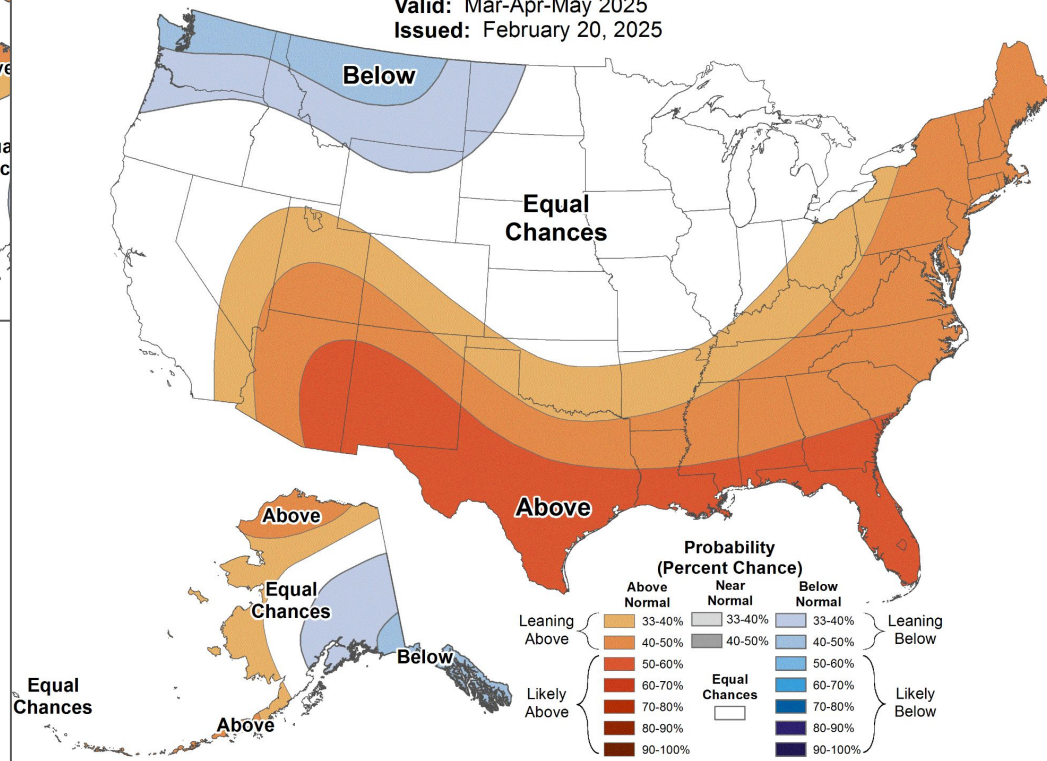 Valid: Mar-Apr-May 2025
Issued: February 20, 2025
Below
Equal
Chances
Above
Above
Equal
Chances
Below
Above
Equal
Chances
Probability
(Percent Chance)
Above
Normal
Near
Normal
Below
Normal
Leaning
Above
33-40%
33-40%
33-40%
Leaning
Below
40-50%
40-50%
40-50%
Likely
Above
50-60%
50-60%
60-70%
Equal
Chances
60-70%
Likely
Below
70-80%
70-80%
80-90%
80-90%
90-100%
90-100%